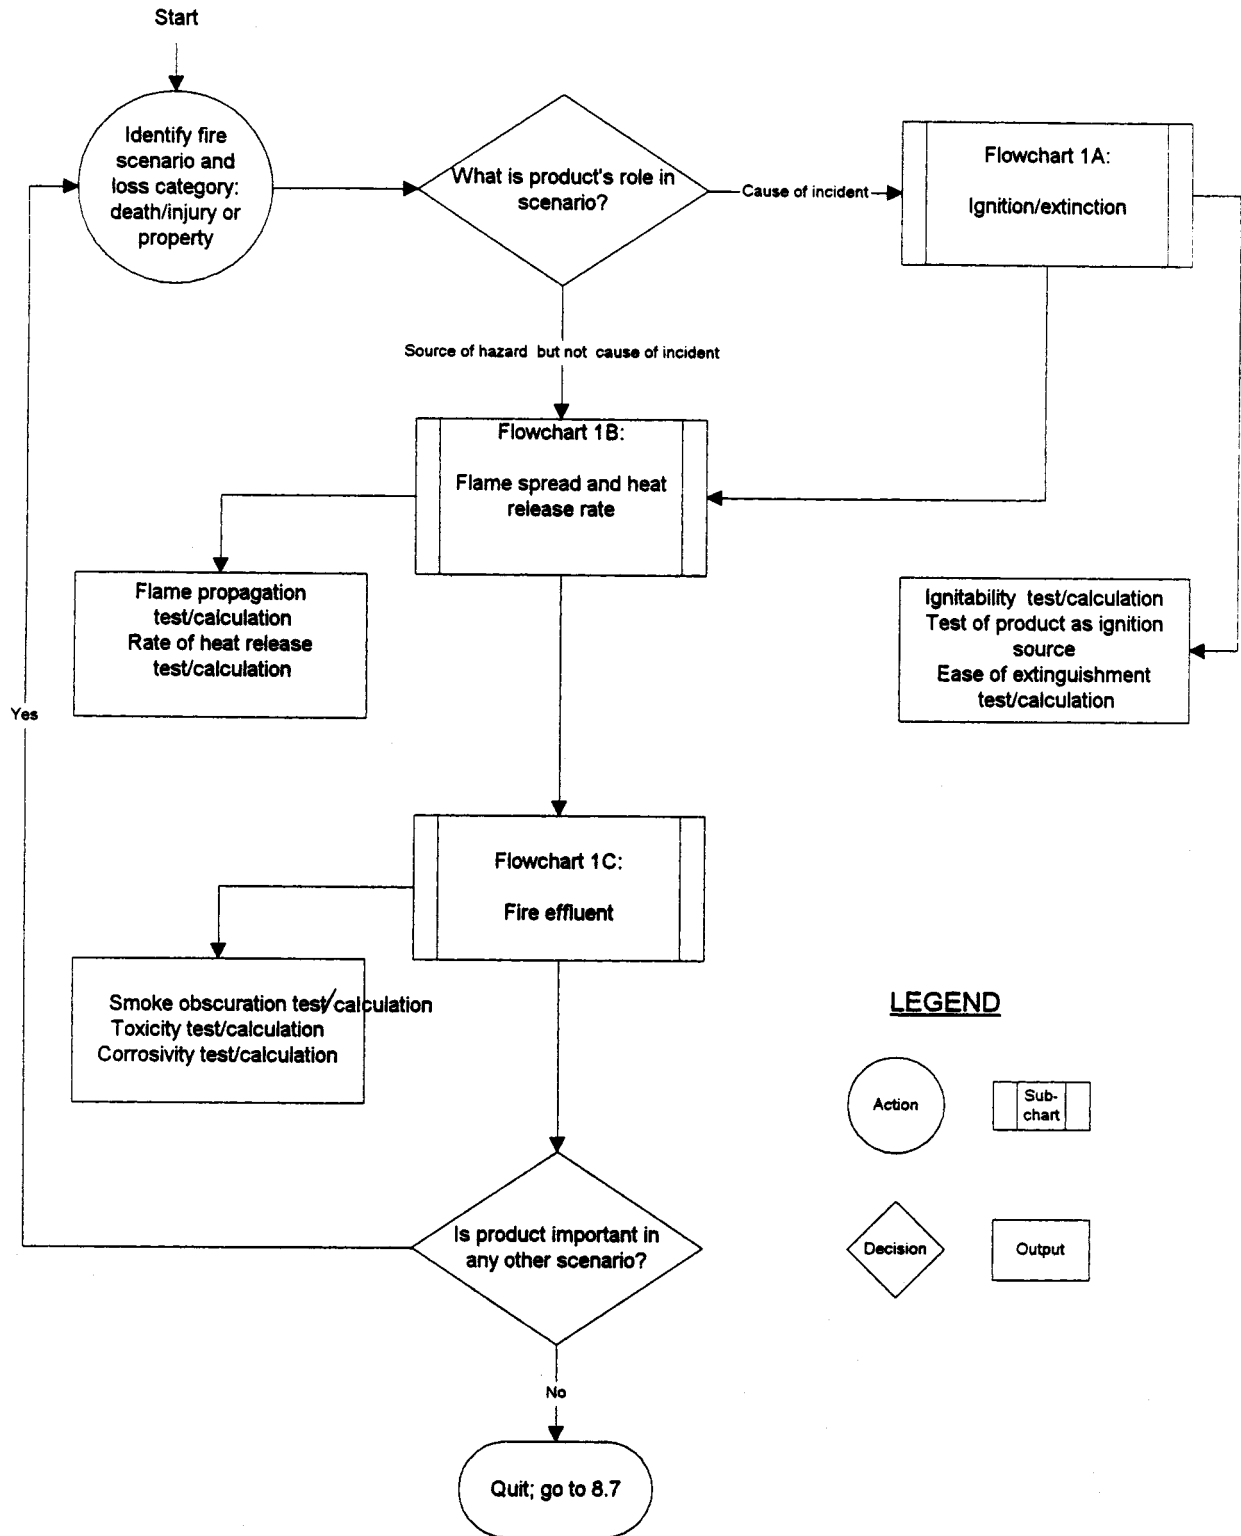 Start
Identify fire
scenario and
loss category:
death/injury or
property
What is product's role in
scenario?
Cause of incident
Flowchart 1A:
Ignition/extinction
Source of hazard but not cause of incident
Flowchart 1B:
Flame spread and heat
release rate
Flame propagation
test/calculation
Rate of heat release
test/calculation
Ignitability test/calculation
Test of product as ignition
source
Ease of extinguishment
test/calculation
Yes
Flowchart 1C:
Fire effluent
Smoke obscuration test/calculation
Toxicity test/calculation
Corrosivity test/calculation
LEGEND
Action
Sub-
chart
Decision
Output
Is product important in
any other scenario?
No
Quit; go to 8.7